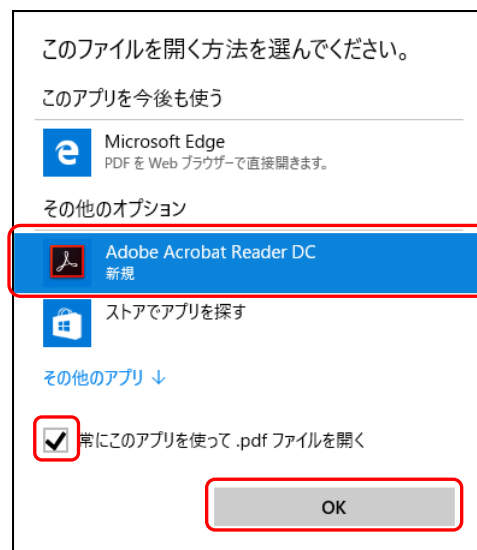 このファイルを開く方法を選んでください。
このアプリを今後も使う
Microsoft Edge
PDF を Web ブラウザーで直接開きます。
その他のオプション
Adobe Acrobat Reader DC
新規
ストアでアプリを探す
その他のアプリ ↓
常にこのアプリを使って .pdf ファイルを開く
OK